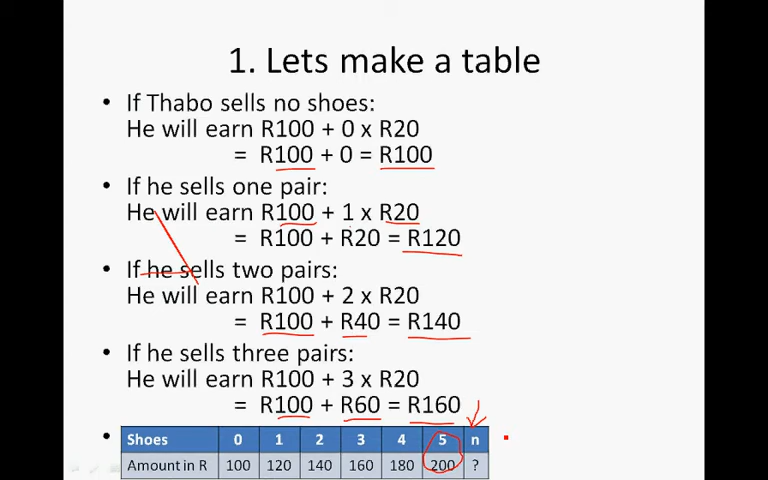 1. Lets make a table
• If Thabo sells no shoes:
He will earn R100 + 0 x R20
= R100 + 0 = R100
• If he sells one pair:
He will earn R100 + 1 x R20
= R100 + R20 = R120
• If he sells two pairs:
He will earn R100 + 2 x R20
= R100 + R40 = R140
• If he sells three pairs:
He will earn R100 + 3 x R20
= R100 + R60 = R160
• Shoes 0 1 2 3 4 5 n
Amount in R 100 120 140 160 180 200 ?